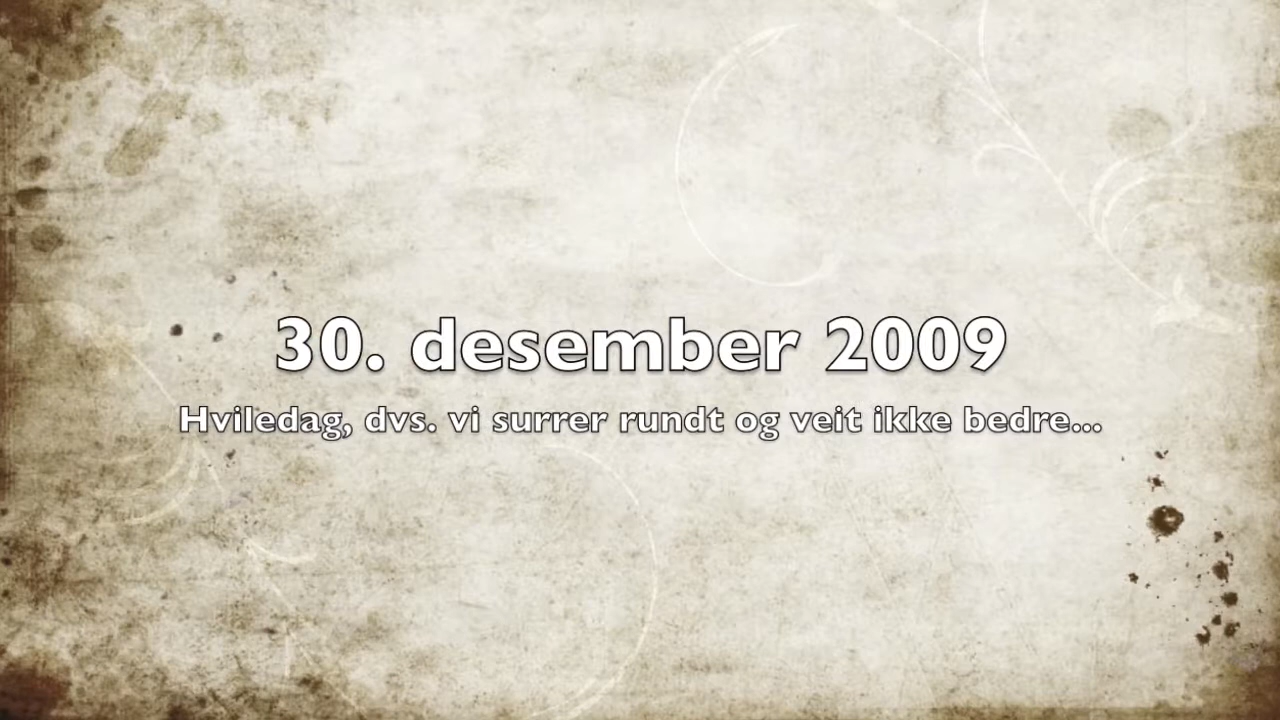 30. desember 2009
Hviledag, dvs. vi surrer rundt og veit ikke bedre...